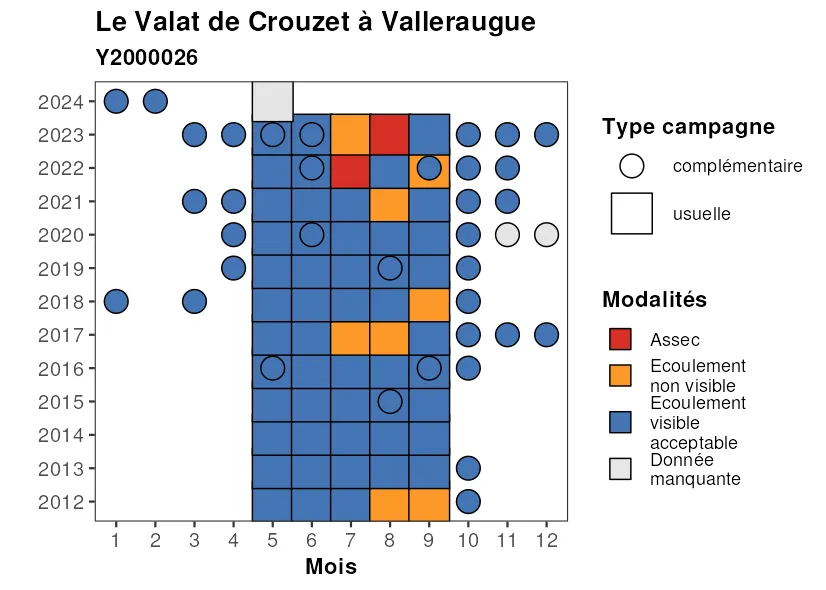 Le Valat de Crouzet à Valleraugue
Y2000026
2024
2023
2022
2021
2020
2019
2018
2017
2016
2015
2014
2013
2012
1 2 3 4 5 6 7 8 9 10 11 12
Mois
Type campagne
complémentaire
usuelle
Modalités
Assec
Ecoulement
non visible
Ecoulement
visible
acceptable
Donnée
manquante